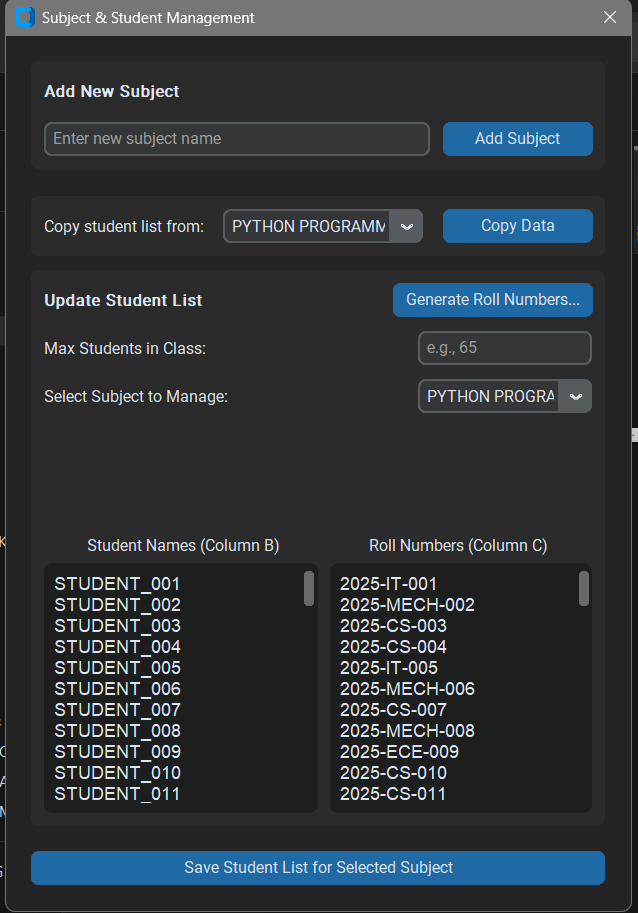 Subject & Student Management
Add New Subject
Enter new subject name
Add Subject
Copy student list from:
PYTHON PROGRAMM
Copy Data
Update Student List
Generate Roll Numbers...
Max Students in Class:
e.g., 65
Select Subject to Manage:
PYTHON PROGRA
Student Names (Column B)
Roll Numbers (Column C)
STUDENT_001 2025-IT-001
STUDENT_002 2025-MECH-002
STUDENT_003 2025-CS-003
STUDENT_004 2025-CS-004
STUDENT_005 2025-IT-005
STUDENT_006 2025-MECH-006
STUDENT_007 2025-CS-007
STUDENT_008 2025-MECH-008
STUDENT_009 2025-ECE-009
STUDENT_010 2025-CS-010
STUDENT_011 2025-CS-011
Save Student List for Selected Subject